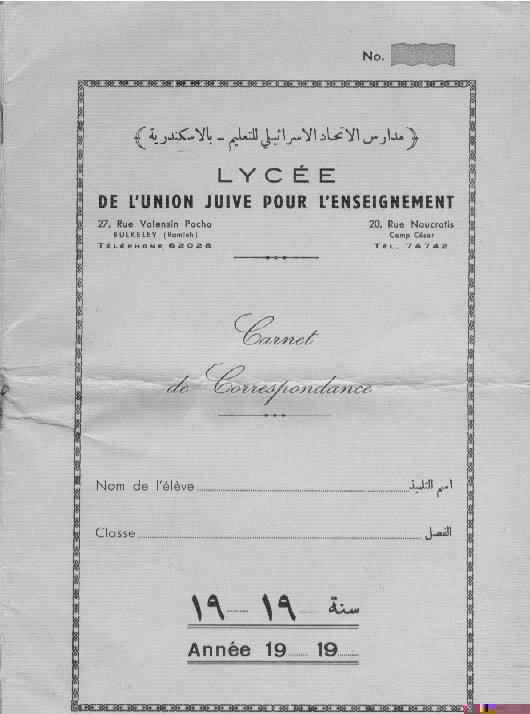 No.
﴿ مدارس الاتحاد الاسرائيلي للتعليم - بالاسكندرية ﴾
LYCÉE
DE L'UNION JUIVE POUR L'ENSEIGNEMENT
27, Rue Valensin Pacha
BULKELEY (Ramleh)
TÉLÉPHONE 62028
20, Rue Naucratis
Camp César
TÉL. 74742
Carnet
de Correspondance
Nom de l'élève ........ اسم التلميذ
Classe ........ الفصل
سنة ١٩ ١٩
Année 19 19